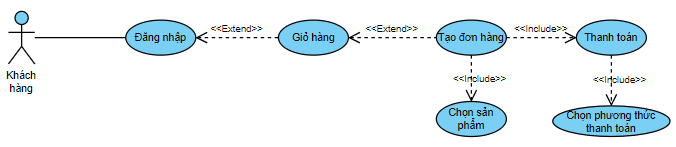 Khách
hàng
Đăng nhập
<<Extend>>
Giỏ hàng
<<Extend>>
Tạo đơn hàng
<<Include>>
Thanh toán
<<Include>>
Chọn sản
phẩm
<<Include>>
Chọn phương thức
thanh toán